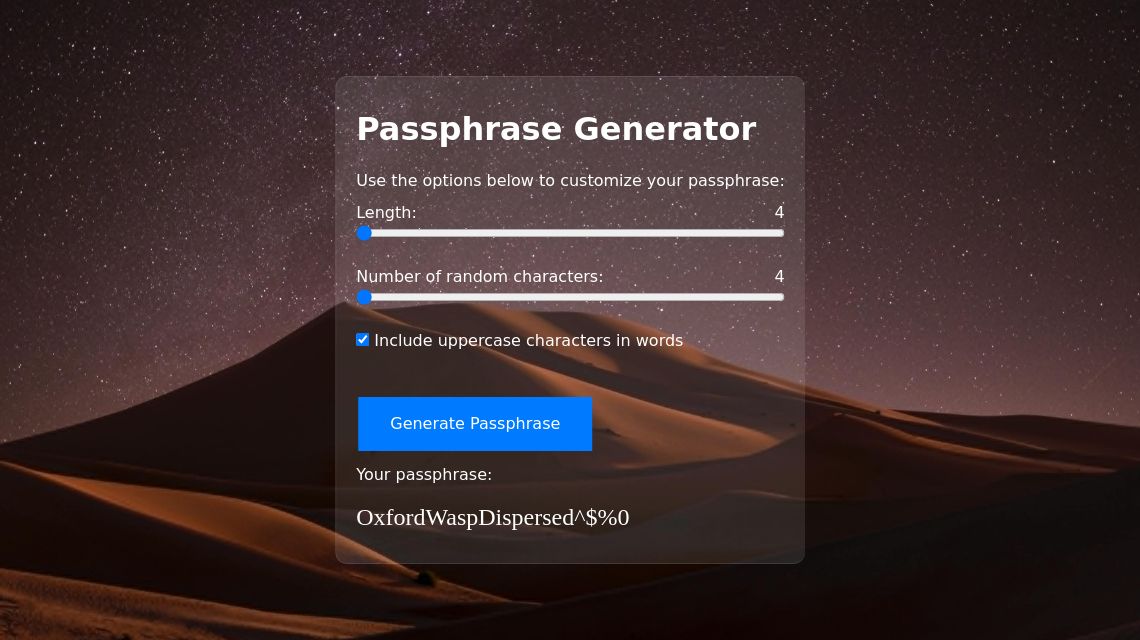 Passphrase Generator
Use the options below to customize your passphrase:
Length: 4
Number of random characters: 4
Include uppercase characters in words
Generate Passphrase
Your passphrase:
OxfordWaspDispersed^$%0